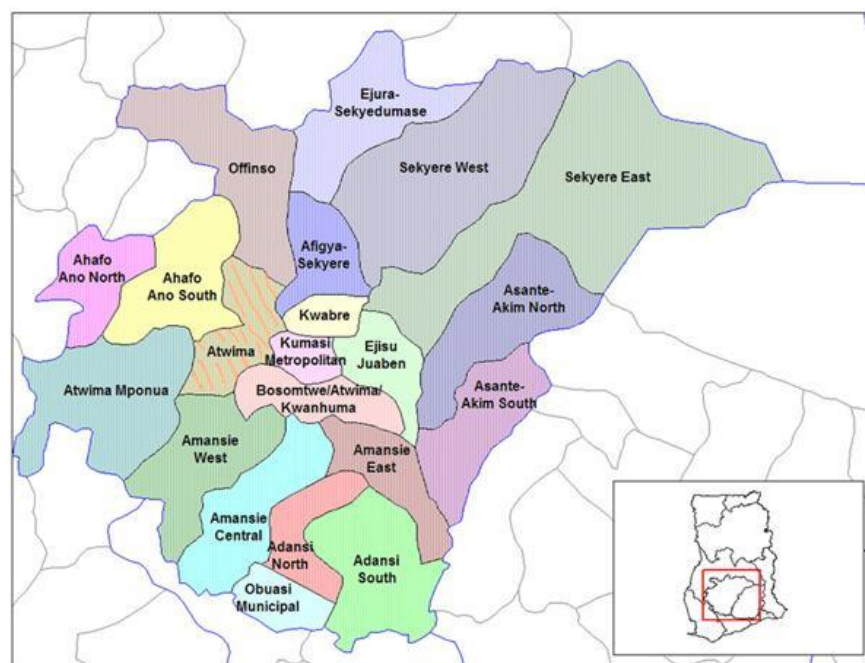 Ejura-
Sekyedumase
Offinso
Sekyere West
Sekyere East
Afigya-
Sekyere
Ahafo
Ano North
Ahafo
Ano South
Asante-
Akim North
Kwabre
Atwima
Kumasi
Metropolitan
Ejisu
Juaben
Atwima Mponua
Bosomtwe/Atwima/
Kwanhuma
Asante-
Akim South
Amansie
West
Amansie
East
Amansie
Central
Adansi
North
Adansi
South
Obuasi
Municipal